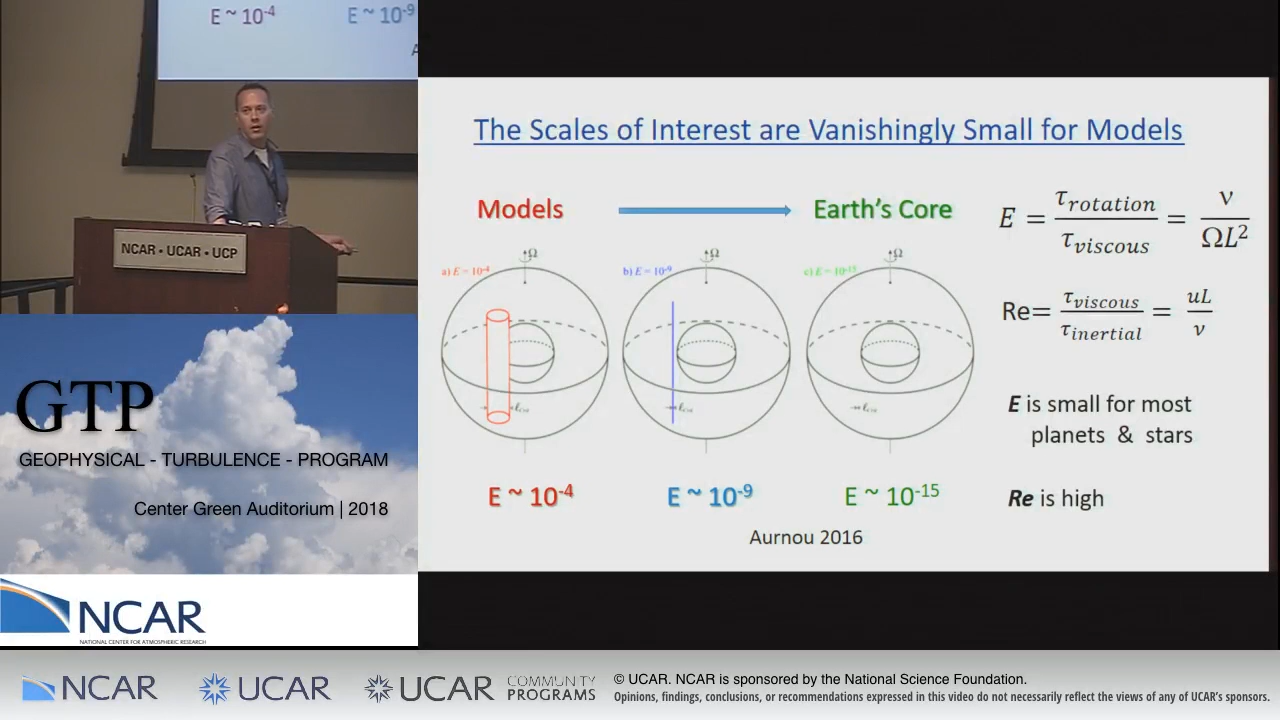 E ~ 10⁻⁴
E ~ 10⁻⁹
NCAR • UCAR • UCP
GTP
GEOPHYSICAL - TURBULENCE - PROGRAM
Center Green Auditorium | 2018
NCAR
NATIONAL CENTER FOR ATMOSPHERIC RESEARCH
The Scales of Interest are Vanishingly Small for Models
Models
Earth's Core
a) E = 10⁻⁴
Ω
b) E = 10⁻⁹
Ω
c) E = 10⁻¹⁵
Ω
E ~ 10⁻⁴
E ~ 10⁻⁹
E ~ 10⁻¹⁵
Aurnou 2016
E = τrotation / τviscous = ν / ΩL²
Re= τviscous / τinertial = uL / ν
E is small for most
planets & stars
Re is high
NCAR
UCAR
UCAR
COMMUNITY
PROGRAMS
© UCAR. NCAR is sponsored by the National Science Foundation.
Opinions, findings, conclusions, or recommendations expressed in this video do not necessarily reflect the views of any of UCAR's sponsors.